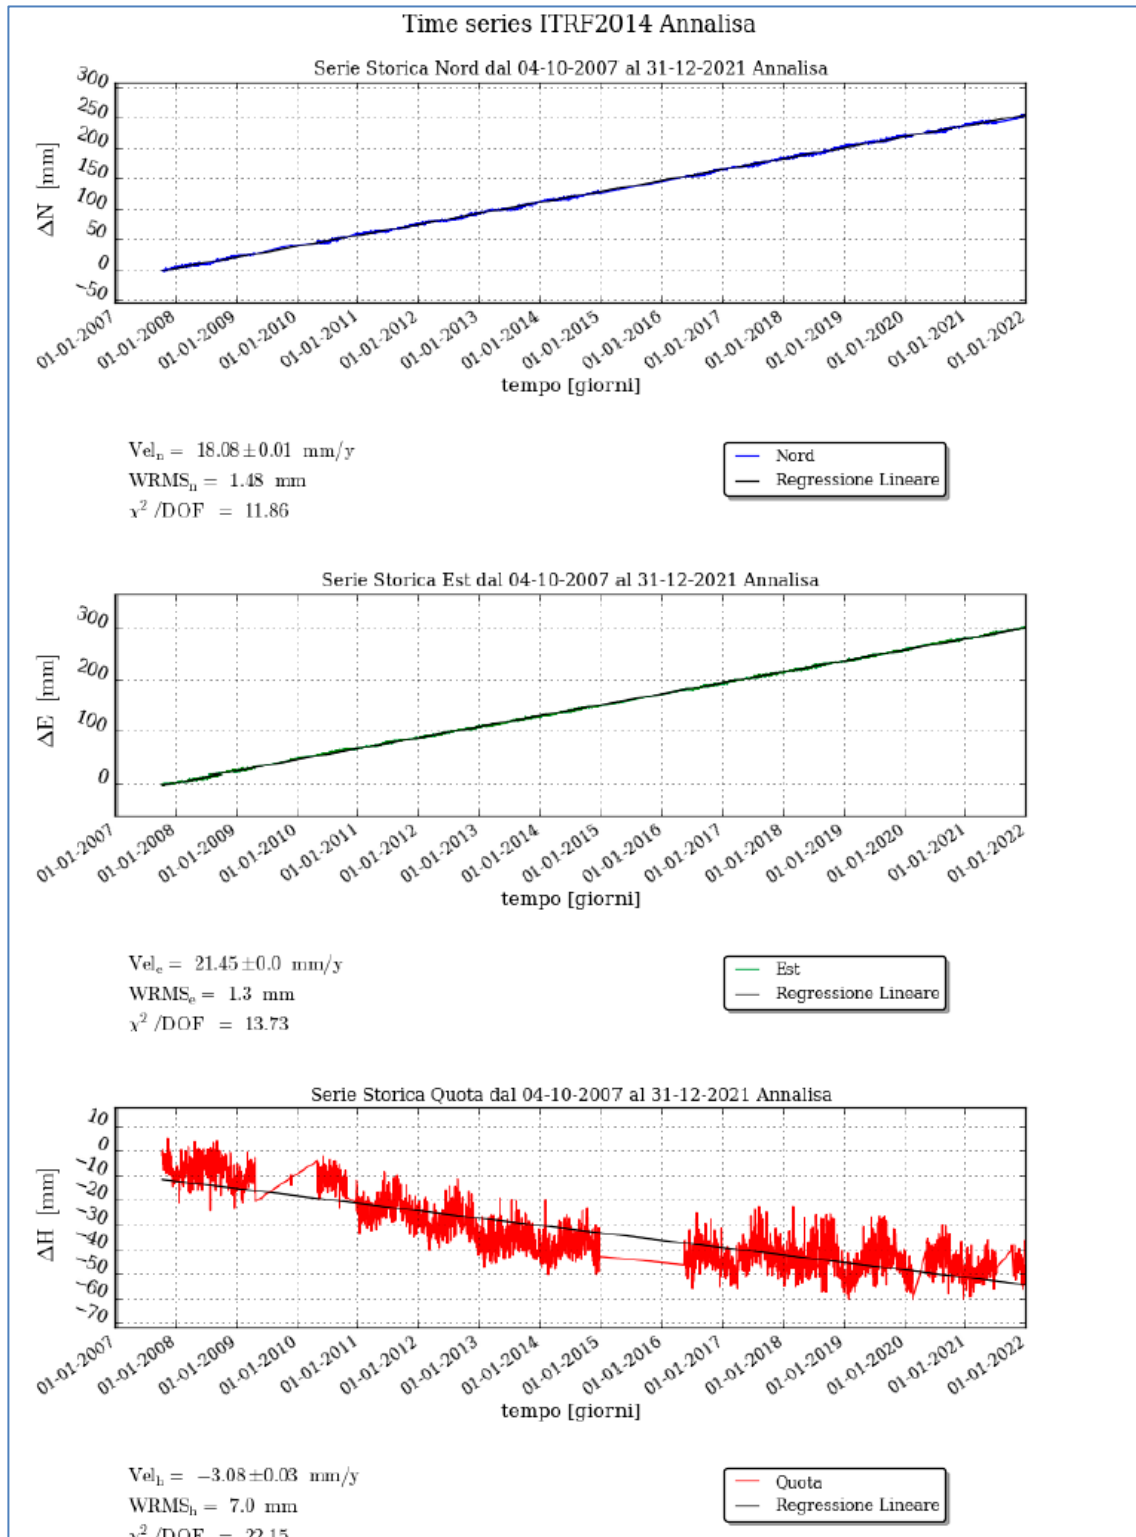 Time series ITRF2014 Annalisa
Serie Storica Nord dal 04-10-2007 al 31-12-2021 Annalisa
300
250
200
150
100
50
0
−50
ΔN [mm]
01-01-2007 01-01-2008 01-01-2009 01-01-2010 01-01-2011 01-01-2012 01-01-2013 01-01-2014 01-01-2015 01-01-2016 01-01-2017 01-01-2018 01-01-2019 01-01-2020 01-01-2021 01-01-2022
tempo [giorni]
Velₙ = 18.08±0.01 mm/y
WRMSₙ = 1.48 mm
χ² /DOF = 11.86
Nord
Regressione Lineare
Serie Storica Est dal 04-10-2007 al 31-12-2021 Annalisa
300
200
100
0
ΔE [mm]
01-01-2007 01-01-2008 01-01-2009 01-01-2010 01-01-2011 01-01-2012 01-01-2013 01-01-2014 01-01-2015 01-01-2016 01-01-2017 01-01-2018 01-01-2019 01-01-2020 01-01-2021 01-01-2022
tempo [giorni]
Velₑ = 21.45±0.0 mm/y
WRMSₑ = 1.3 mm
χ² /DOF = 13.73
Est
Regressione Lineare
Serie Storica Quota dal 04-10-2007 al 31-12-2021 Annalisa
10
0
−10
−20
−30
−40
−50
−60
−70
ΔH [mm]
01-01-2007 01-01-2008 01-01-2009 01-01-2010 01-01-2011 01-01-2012 01-01-2013 01-01-2014 01-01-2015 01-01-2016 01-01-2017 01-01-2018 01-01-2019 01-01-2020 01-01-2021 01-01-2022
tempo [giorni]
Velₕ = −3.08±0.03 mm/y
WRMSₕ = 7.0 mm
χ² /DOF = 22.15
Quota
Regressione Lineare